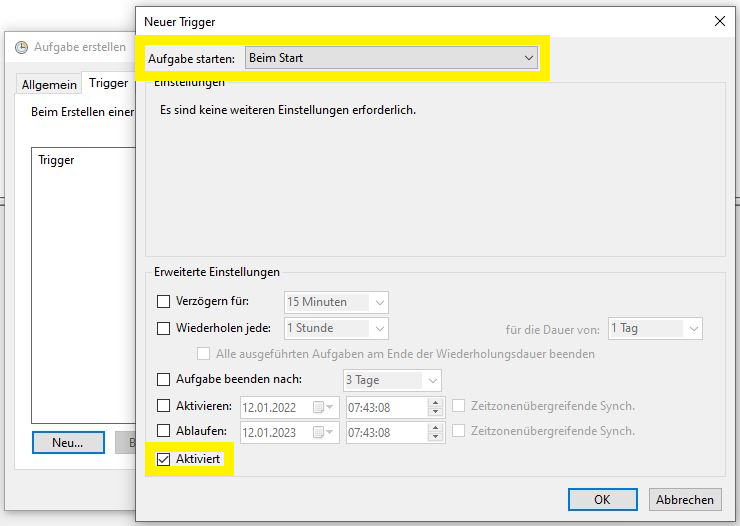 Neuer Trigger
Aufgabe erstellen
Aufgabe starten: Beim Start
Allgemein Trigger
Einstellungen
Beim Erstellen einer
Es sind keine weiteren Einstellungen erforderlich.
Trigger
Erweiterte Einstellungen
Verzögern für: 15 Minuten
Wiederholen jede: 1 Stunde für die Dauer von: 1 Tag
Alle ausgeführten Aufgaben am Ende der Wiederholungsdauer beenden
Aufgabe beenden nach: 3 Tage
Aktivieren: 12.01.2022 07:43:08 Zeitzonenübergreifende Synch.
Ablaufen: 12.01.2023 07:43:08 Zeitzonenübergreifende Synch.
Neu... B
Aktiviert
OK Abbrechen